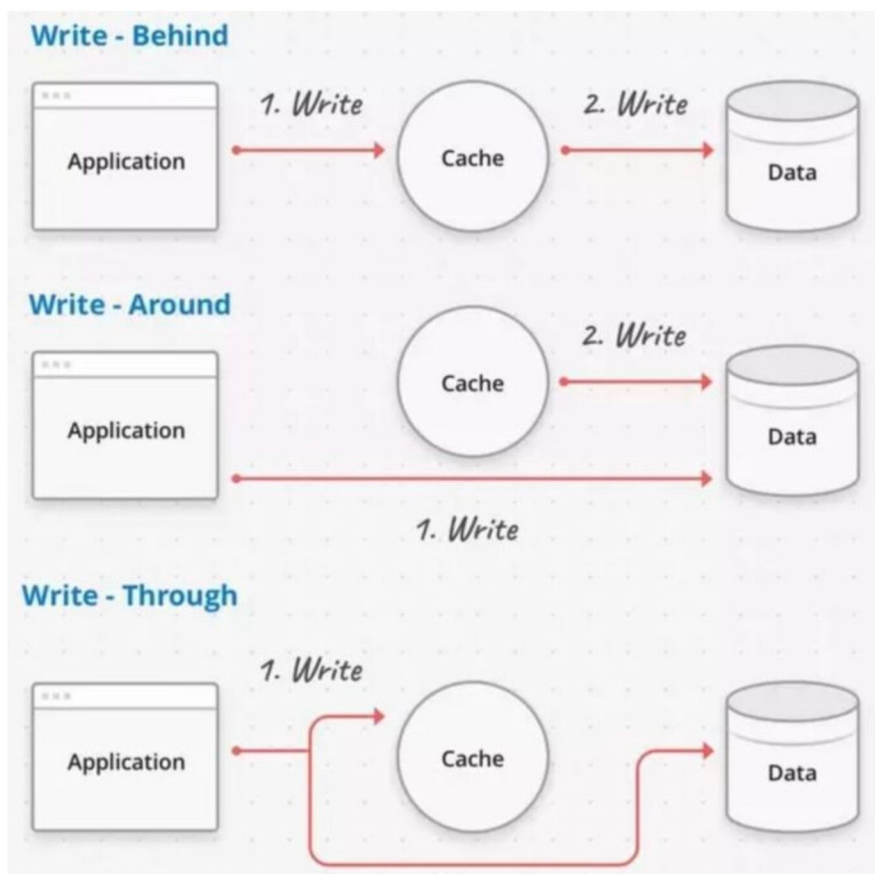 Write - Behind
1. Write
2. Write
Application
Cache
Data
Write - Around
2. Write
Cache
Application
Data
1. Write
Write - Through
1. Write
Application
Cache
Data